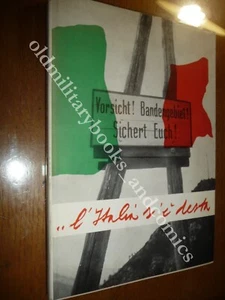 Vorsicht! Bandengebiet!
Sichert Euch!
„l'Italia s'è desta
oldmilitarybooks_and_comics